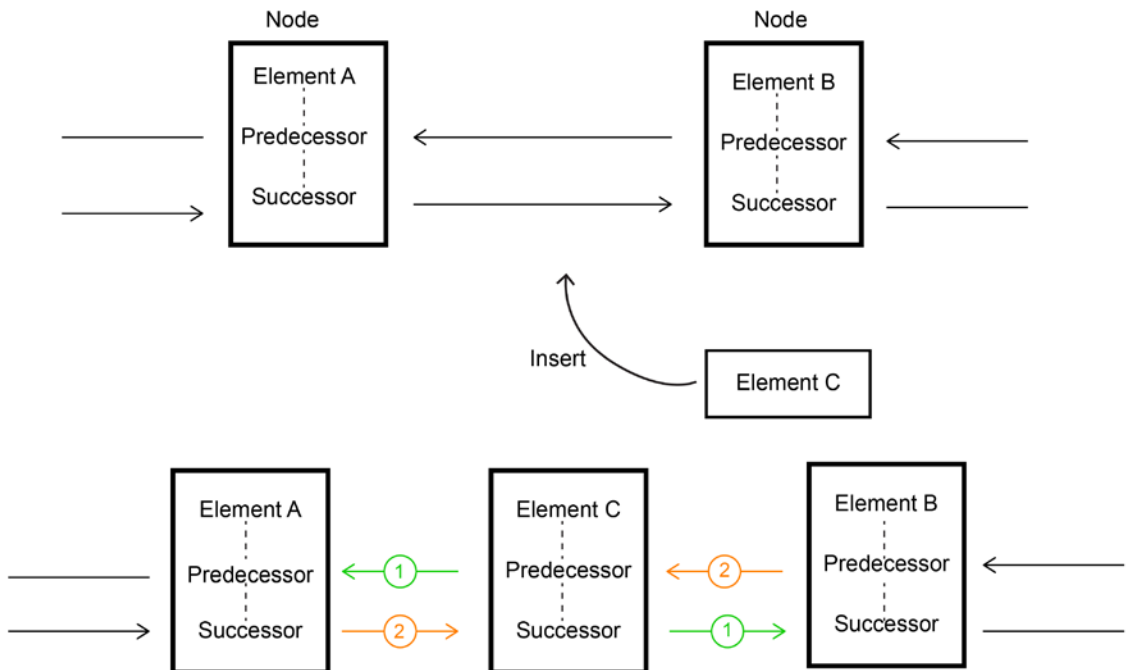 Node
Node
Element A
Predecessor
Successor
Element B
Predecessor
Successor
Insert
Element C
Element A
Predecessor
Successor
1
2
Element C
Predecessor
Successor
2
1
Element B
Predecessor
Successor